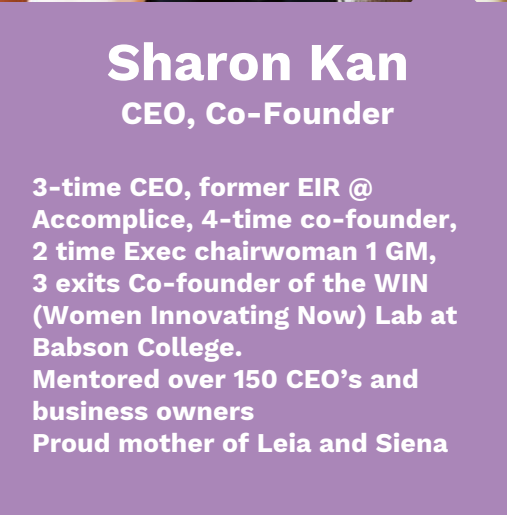 Sharon Kan
CEO, Co-Founder
3-time CEO, former EIR @
Accomplice, 4-time co-founder,
2 time Exec chairwoman 1 GM,
3 exits Co-founder of the WIN
(Women Innovating Now) Lab at
Babson College.
Mentored over 150 CEO’s and
business owners
Proud mother of Leia and Siena